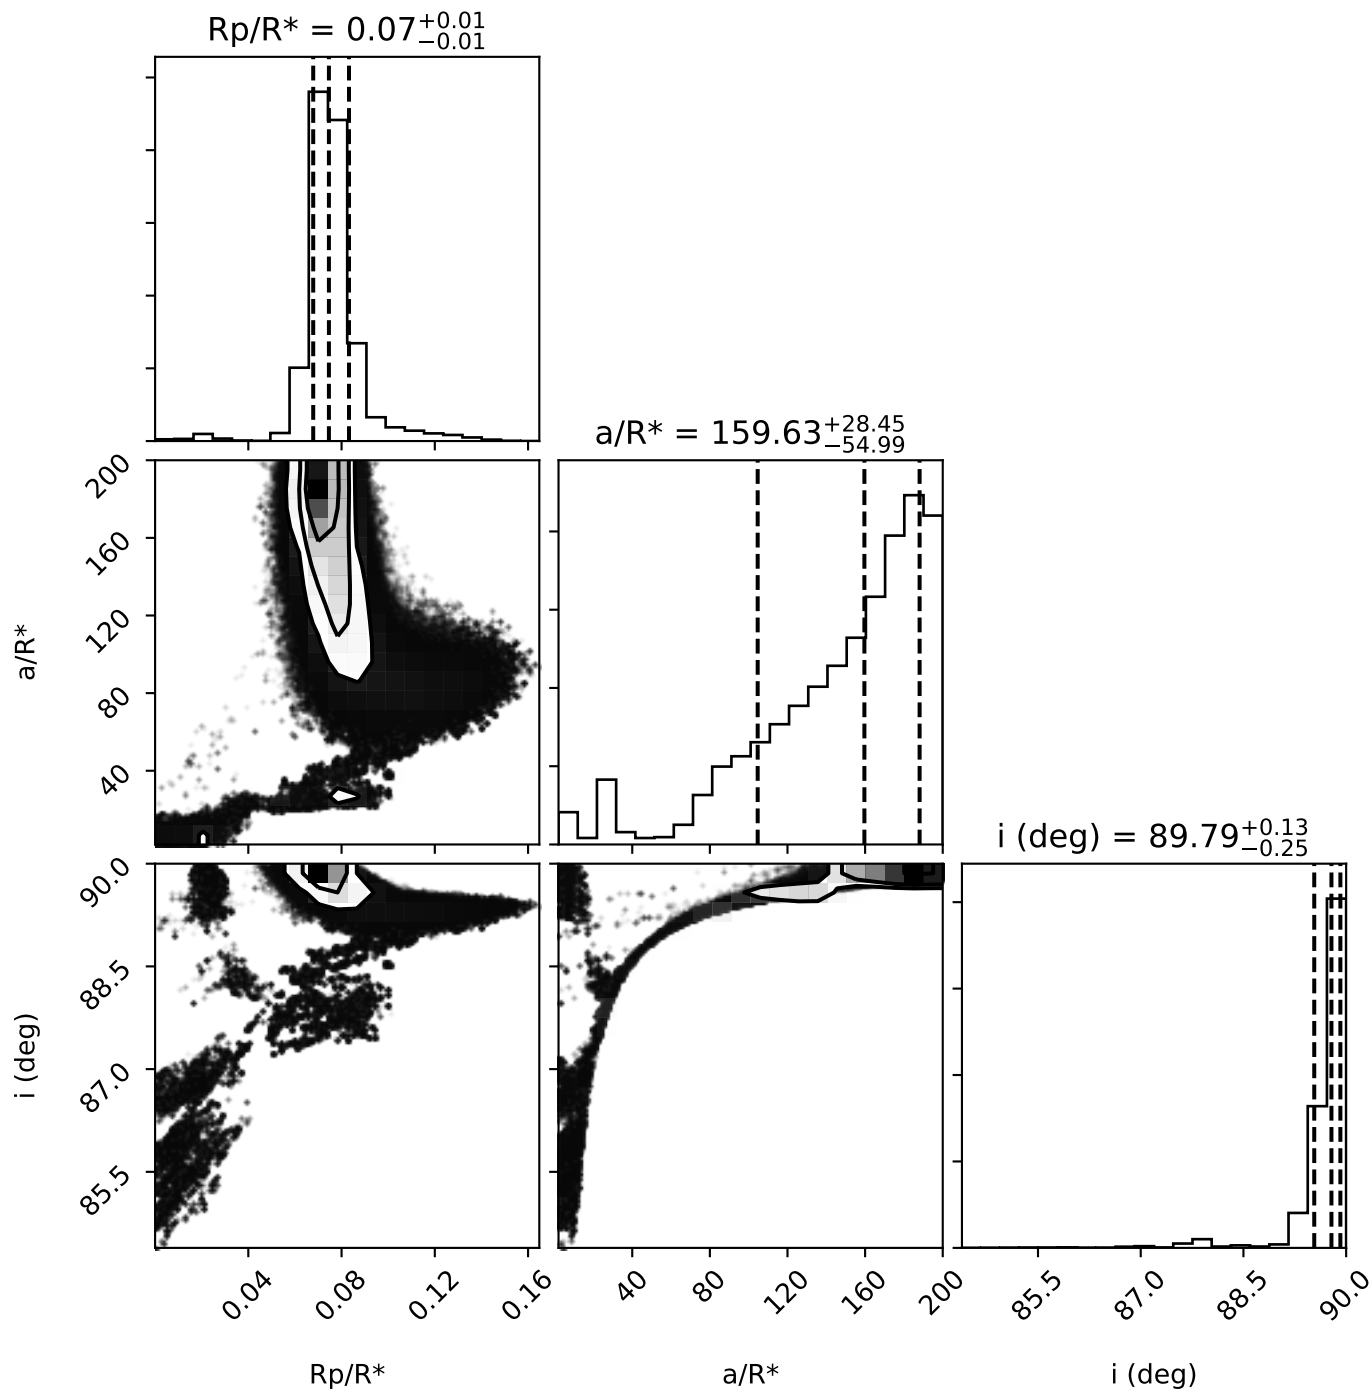 Rp/R* = 0.07+0.01−0.01
a/R* = 159.63+28.45−54.99
200
160
120
80
40
a/R*
i (deg) = 89.79+0.13−0.25
90.0
88.5
87.0
85.5
i (deg)
0.04 0.08 0.12 0.16
40 80 120 160 200
85.5 87.0 88.5 90.0
Rp/R* a/R* i (deg)